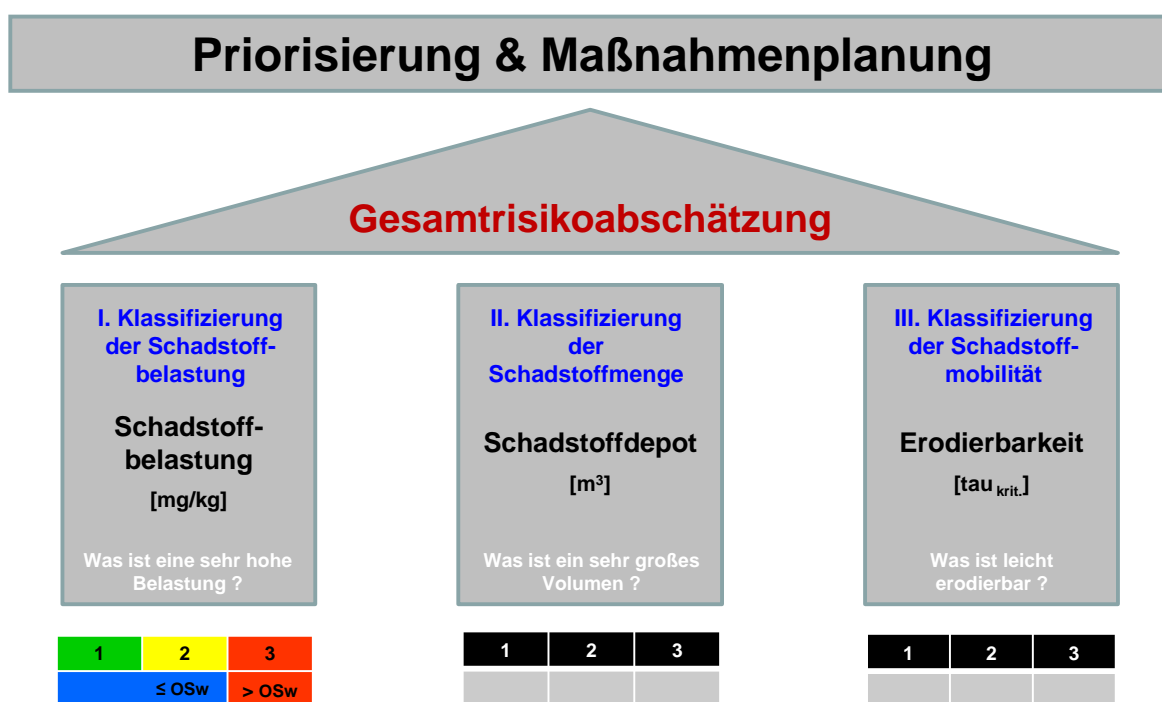 Priorisierung & Maßnahmenplanung
Gesamtrisikoabschätzung
I. Klassifizierung
der Schadstoff-
belastung
Schadstoff-
belastung
[mg/kg]
Was ist eine sehr hohe
Belastung ?
II. Klassifizierung
der
Schadstoffmenge
Schadstoffdepot
[m³]
Was ist ein sehr großes
Volumen ?
III. Klassifizierung
der Schadstoff-
mobilität
Erodierbarkeit
[tau krit.]
Was ist leicht
erodierbar ?
1 2 3
≤ OSw > OSw
1 2 3
1 2 3